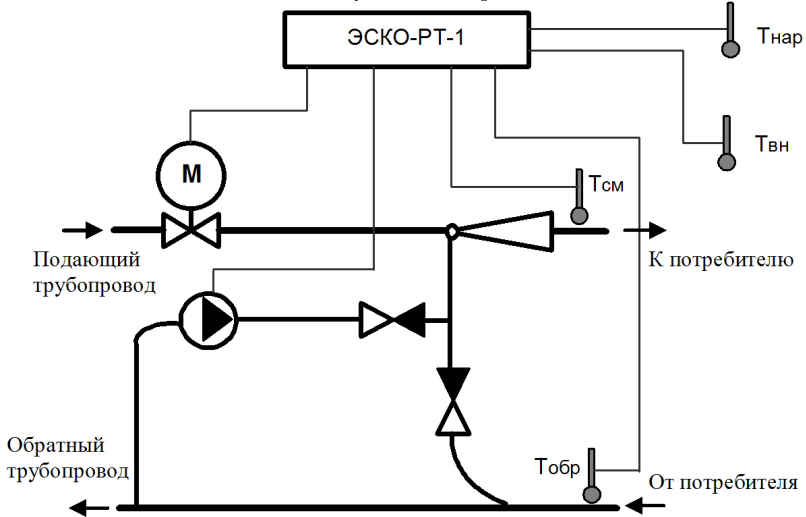 ЭСКО-РТ-1
Тнар
Твн
М
Тсм
Подающий
трубопровод
К потребителю
Обратный
трубопровод
Тобр
От потребителя